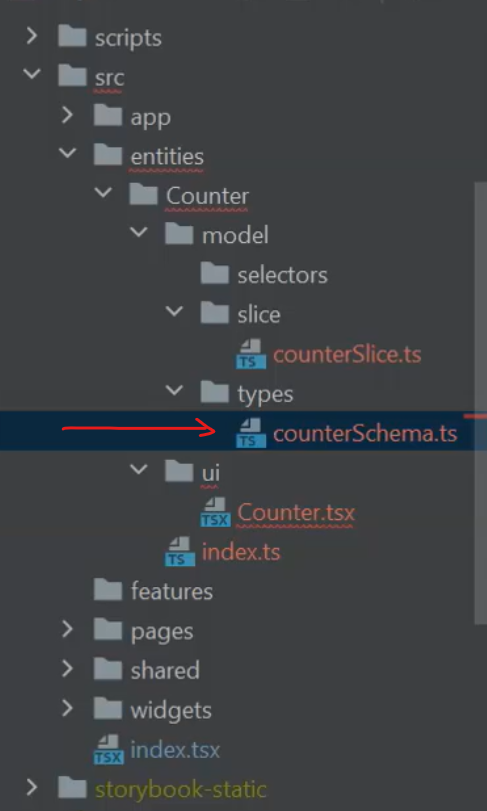 scripts
src
app
entities
Counter
model
selectors
slice
TS counterSlice.ts
types
TS counterSchema.ts
ui
TSX Counter.tsx
TS index.ts
features
pages
shared
widgets
TSX index.tsx
storybook-static